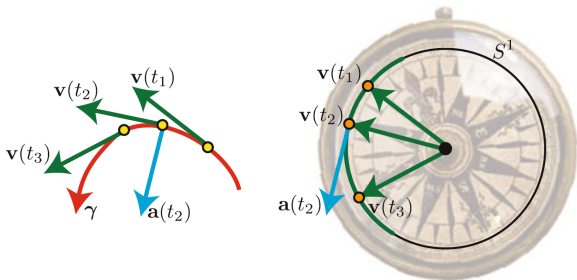 v(t₁)
v(t₂)
v(t₃)
γ
a(t₂)
S¹
v(t₁)
v(t₂)
a(t₂)
v(t₃)